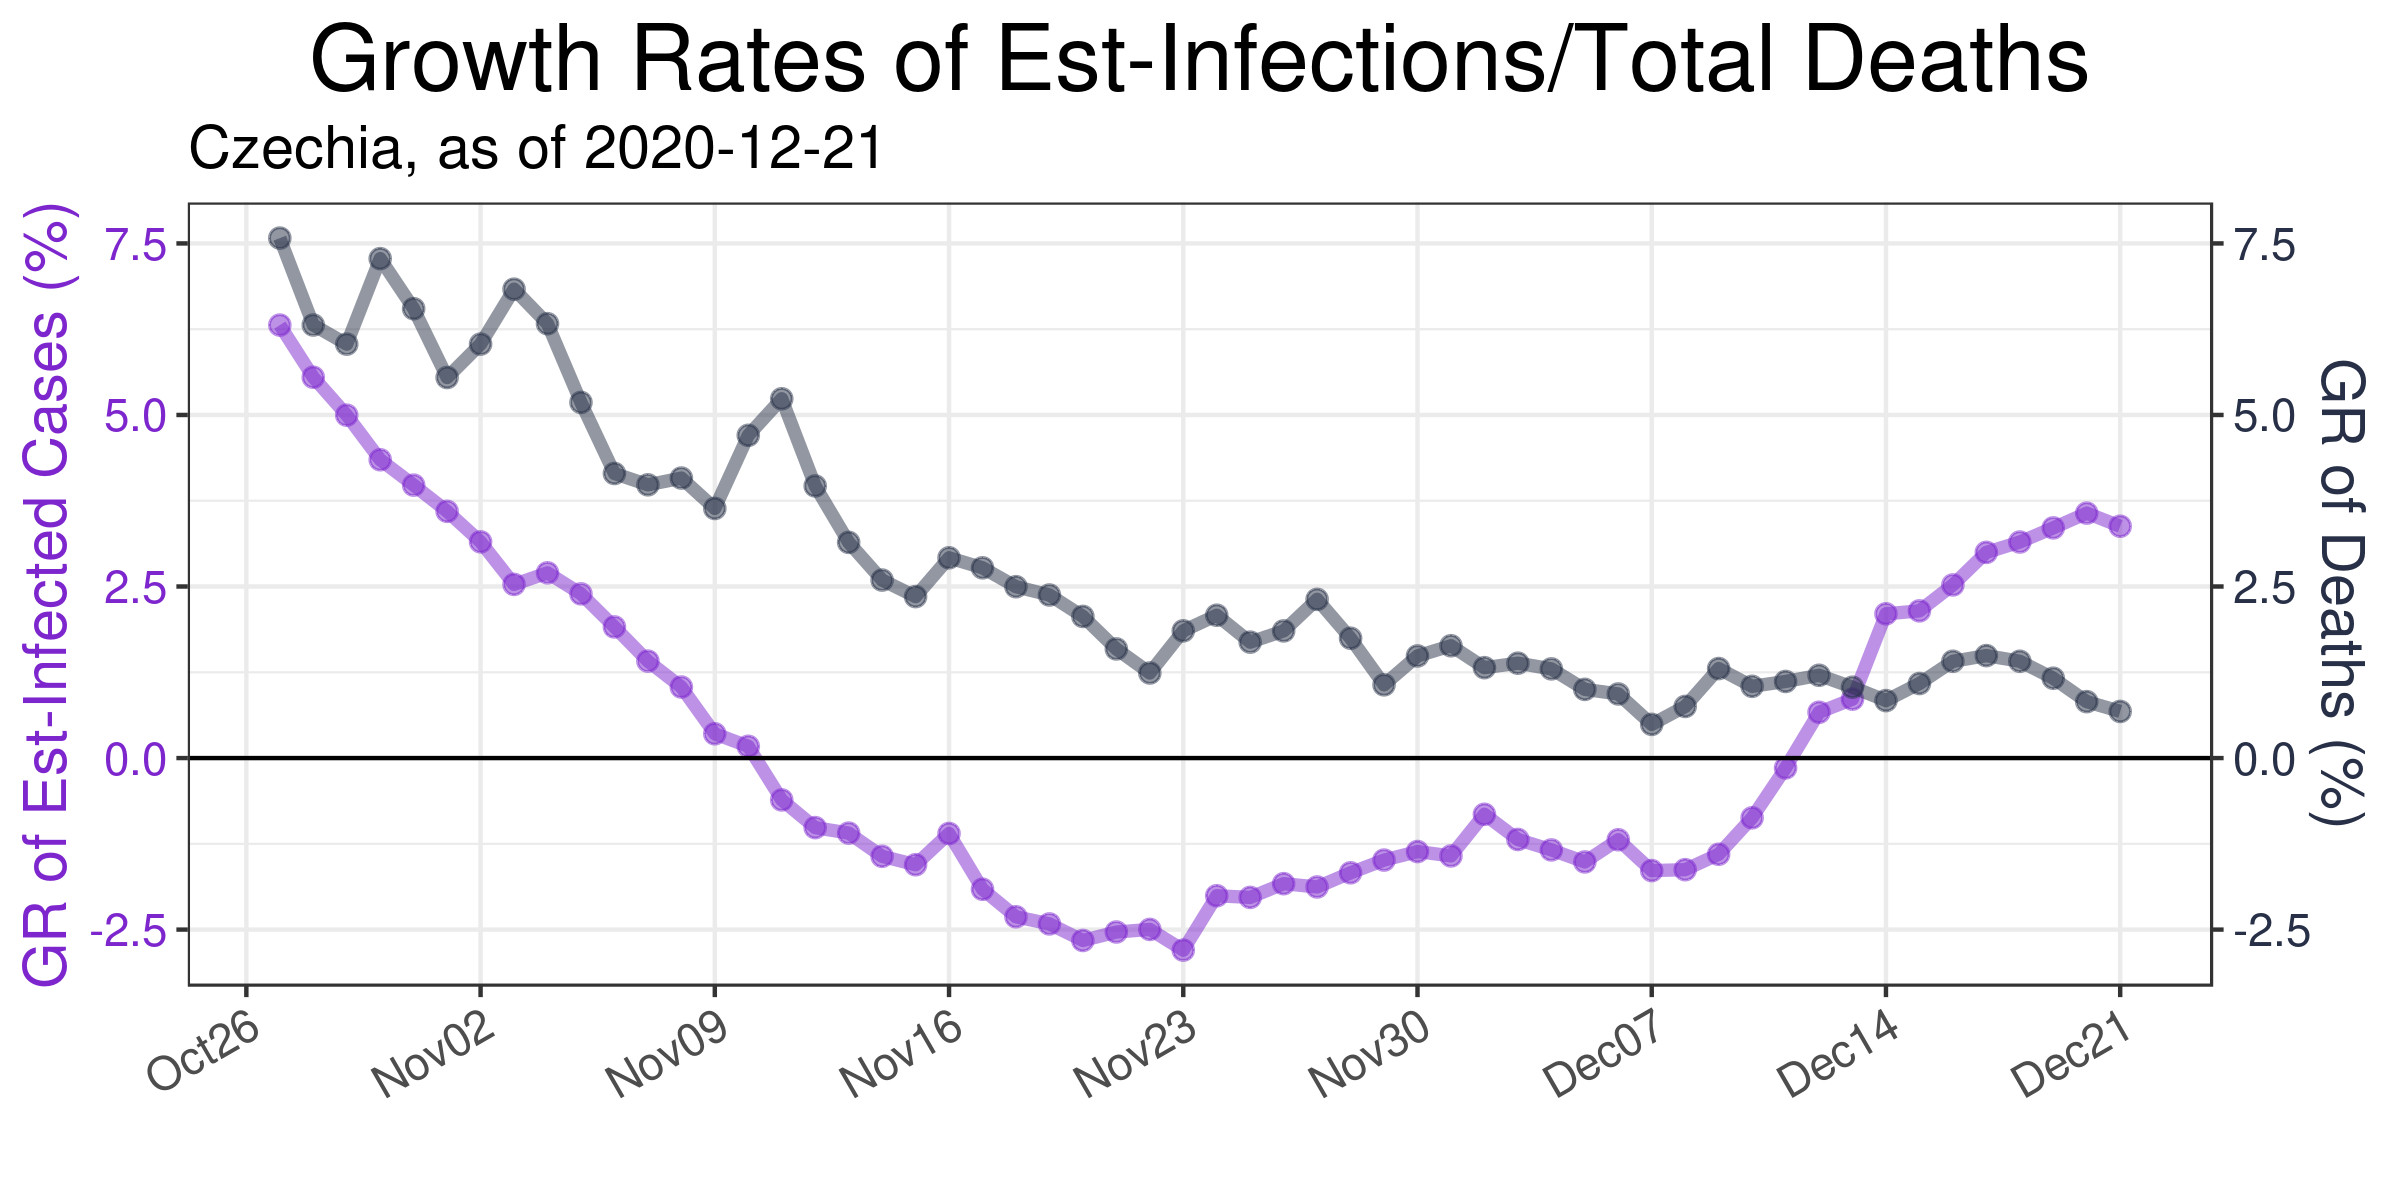 Growth Rates of Est-Infections/Total Deaths
Czechia, as of 2020-12-21
GR of Est-Infected Cases (%)
7.5
5.0
2.5
0.0
-2.5
7.5
5.0
2.5
0.0
-2.5
GR of Deaths (%)
Oct26
Nov02
Nov09
Nov16
Nov23
Nov30
Dec07
Dec14
Dec21